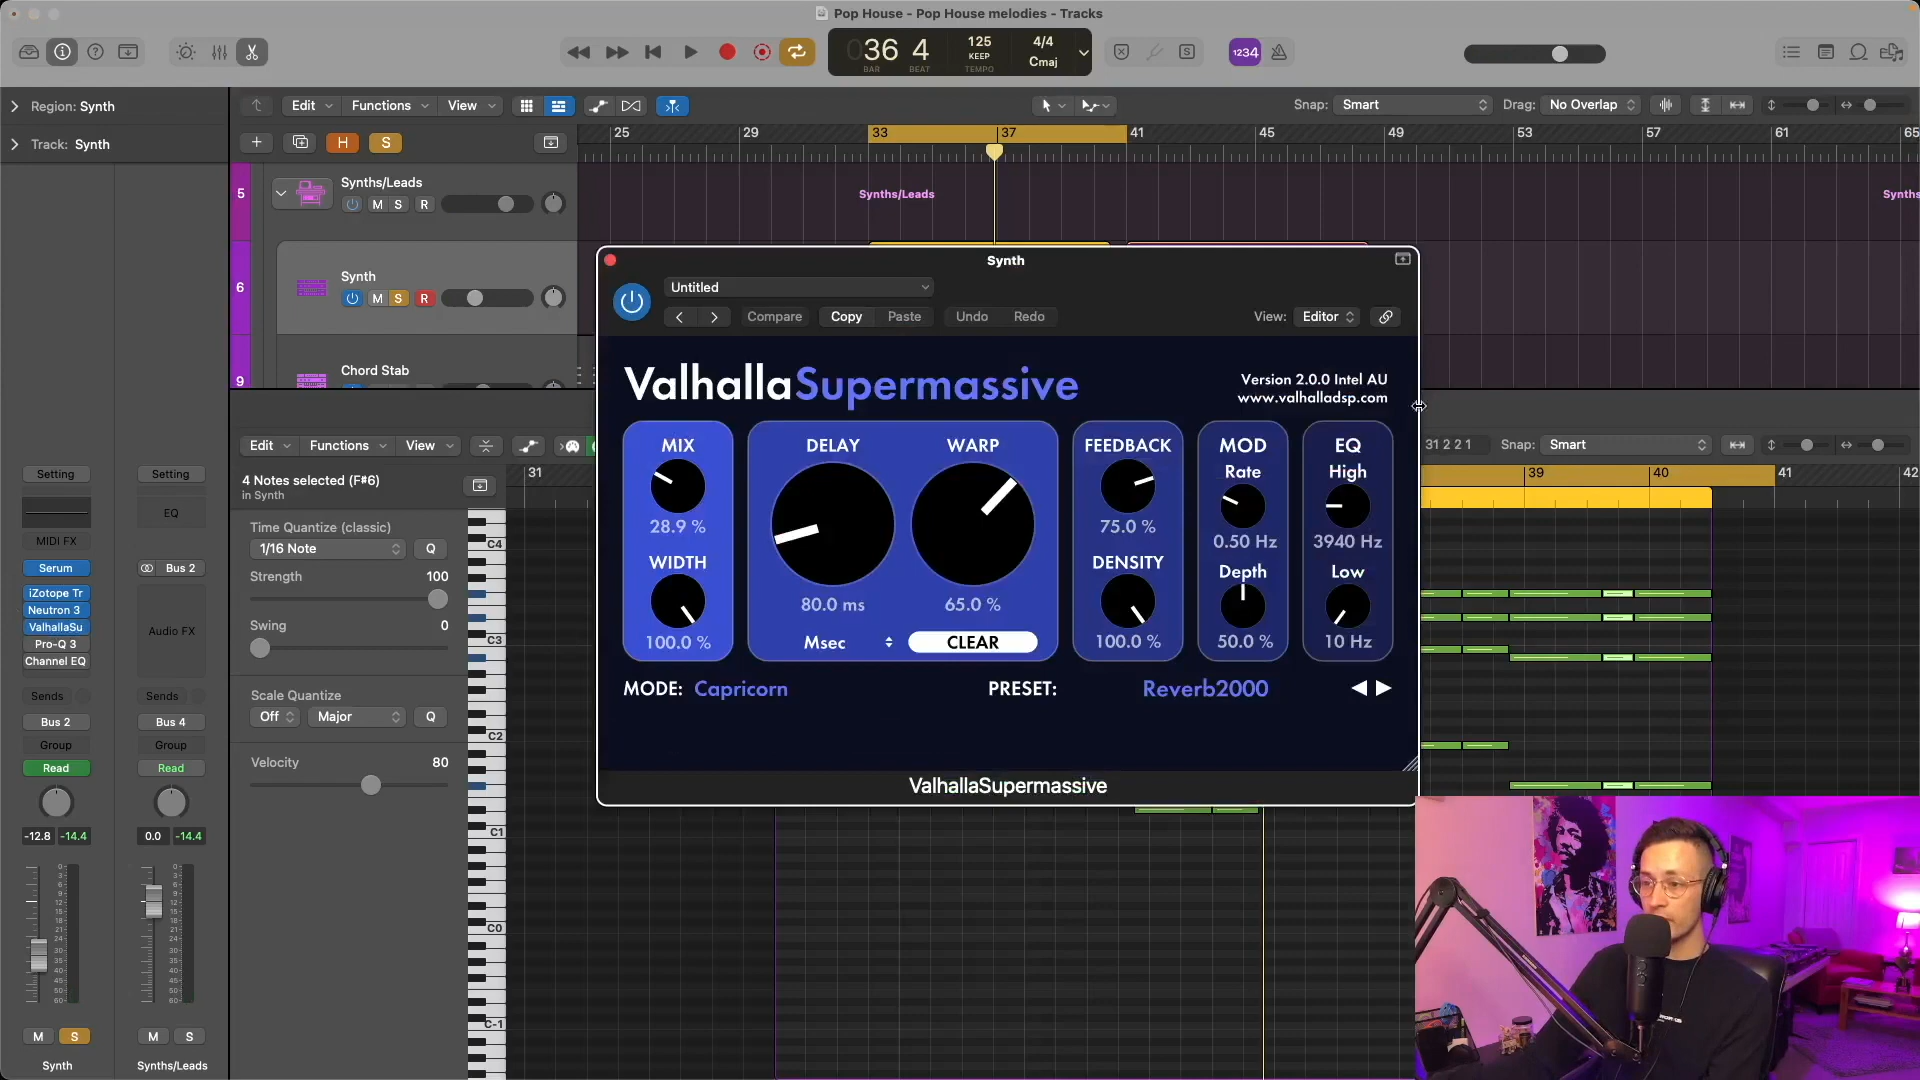 Pop House - Pop House melodies - Tracks
36 4
BAR BEAT
125
KEEP
TEMPO
4/4
Cmaj
1234
Region: Synth
Edit Functions View
Snap: Smart
Drag: No Overlap
Track: Synth
H S
25 29 33 37 41 45 49 53 57 61 65
5
Synths/Leads
M S R
Synths/Leads
Synths
6
Synth
M S R
9
Chord Stab
Synth
Untitled
Compare Copy Paste Undo Redo
View: Editor
ValhallaSupermassive
Version 2.0.0 Intel AU
www.valhalladsp.com
MIX
28.9 %
WIDTH
100.0 %
DELAY
80.0 ms
Msec
WARP
65.0 %
CLEAR
FEEDBACK
75.0 %
DENSITY
100.0 %
MOD
Rate
0.50 Hz
Depth
50.0 %
EQ
High
3940 Hz
Low
10 Hz
MODE: Capricorn
PRESET: Reverb2000
ValhallaSupermassive
Edit Functions View
31 2 2 1
Snap: Smart
31 39 40 41 42
4 Notes selected (F#6)
in Synth
Time Quantize (classic)
1/16 Note Q
Strength 100
Swing 0
Scale Quantize
Off Major Q
Velocity 80
C4
C3
C2
C1
C0
C-1
Setting
MIDI FX
Serum
iZotope Tr
Neutron 3
ValhallaSu
Pro-Q 3
Channel EQ
Sends
Bus 2
Group
Read
-12.8 -14.4
M S
Synth
Setting
EQ
Bus 2
Audio FX
Sends
Bus 4
Group
Read
0.0 -14.4
M S
Synths/Leads